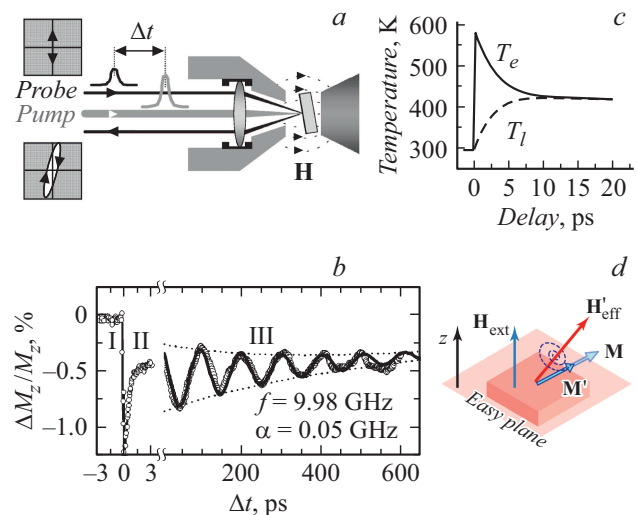 a
Δt
Probe
Pump
H
c
Temperature, K
600
500
400
300
T_e
T_l
0 5 10 15 20
Delay, ps
b
ΔM_z/M_z, %
0
−0.5
−1.0
I
II
III
f = 9.98 GHz
α = 0.05 GHz
−3 0 3 200 400 600
Δt, ps
d
z
H_ext
H'_eff
M
M'
Easy plane